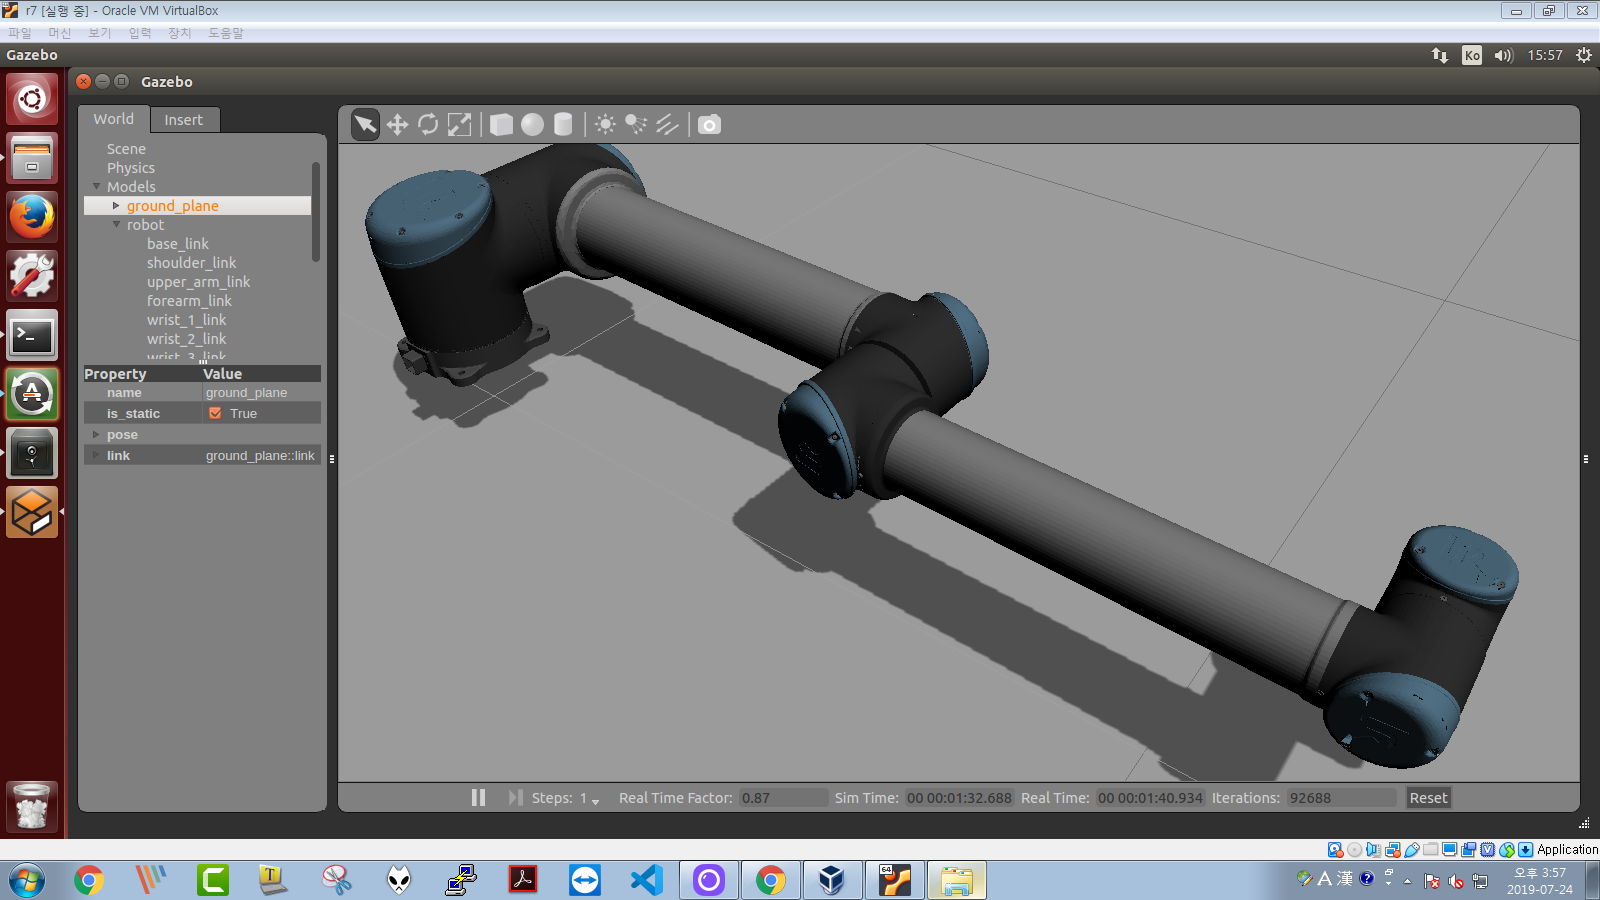 r7 [실행 중] - Oracle VM VirtualBox
파일 머신 보기 입력 장치 도움말
Gazebo
Ko
15:57
Gazebo
World Insert
Scene
Physics
Models
ground_plane
robot
base_link
shoulder_link
upper_arm_link
forearm_link
wrist_1_link
wrist_2_link
wrist_3_link
Property Value
name ground_plane
is_static True
pose
link ground_plane::link
Steps: 1 Real Time Factor: 0.87 Sim Time: 00 00:01:32.688 Real Time: 00 00:01:40.934 Iterations: 92688 Reset
Application
64
A 漢
오후 3:57
2019-07-24